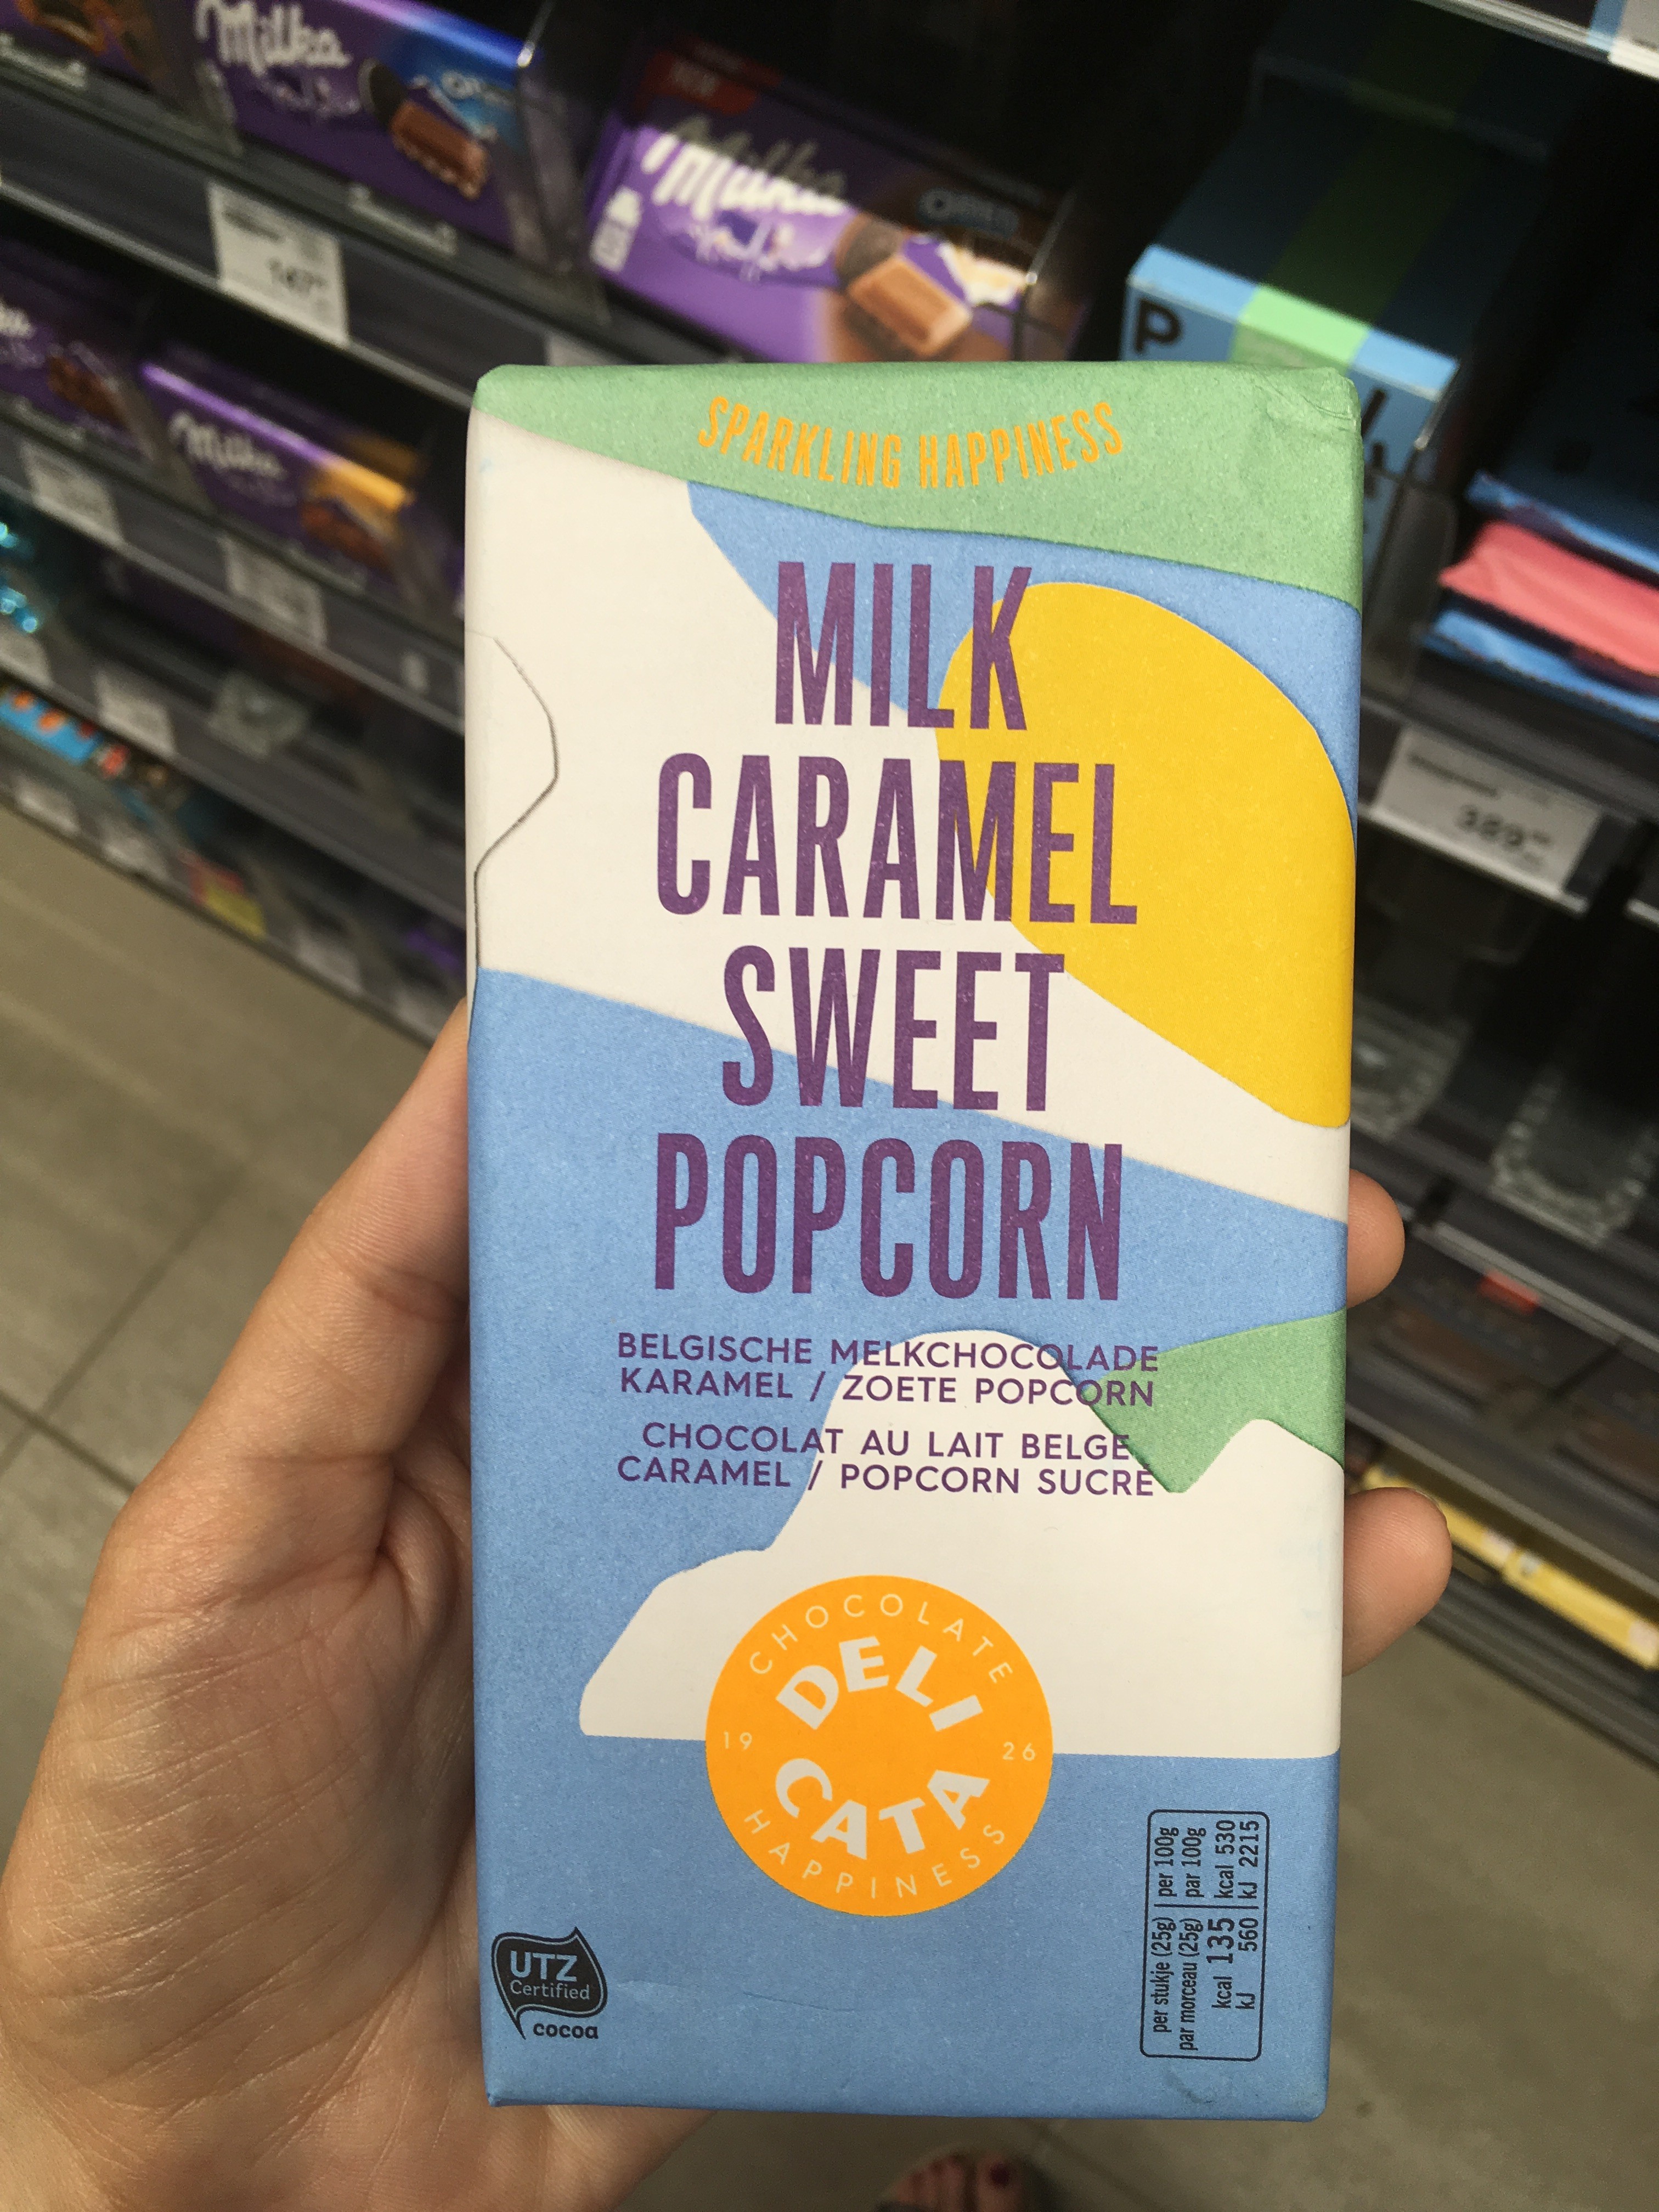 Milka
Milka
OREO
Milka
P
SPARKLING HAPPINESS
MILK
CARAMEL
SWEET
POPCORN
BELGISCHE MELKCHOCOLADE
KARAMEL / ZOETE POPCORN
CHOCOLAT AU LAIT BELGE
CARAMEL / POPCORN SUCRÉ
CHOCOLATE
DELI
19 26
CATA
HAPPINESS
UTZ
Certified
cocoa
per stukje (25g) | per 100g
par morceau (25g) | par 100g
kcal 135 | kcal 530
kJ 560 | kJ 2215